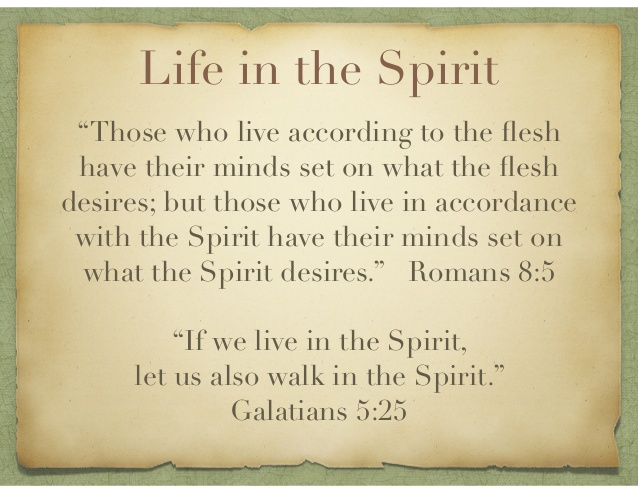 Life in the Spirit
“Those who live according to the flesh
have their minds set on what the flesh
desires; but those who live in accordance
with the Spirit have their minds set on
what the Spirit desires.” Romans 8:5
“If we live in the Spirit,
let us also walk in the Spirit.”
Galatians 5:25